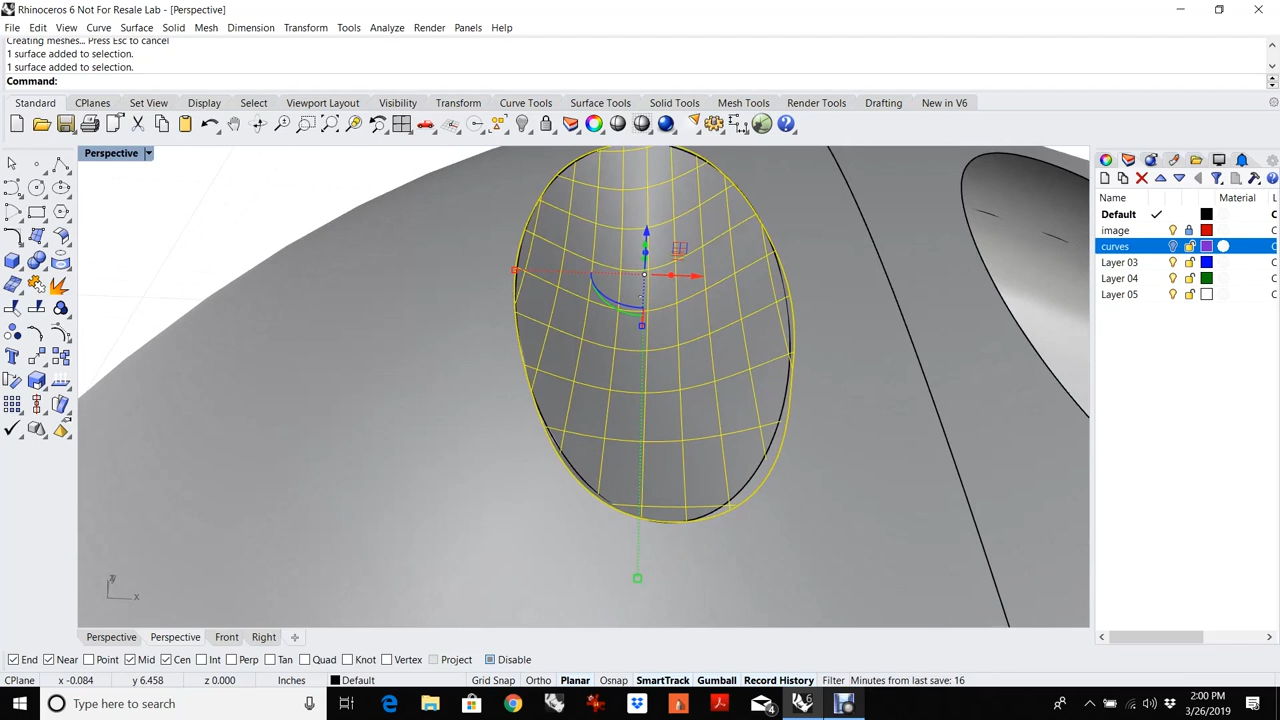 Rhinoceros 6 Not For Resale Lab - [Perspective]
File Edit View Curve Surface Solid Mesh Dimension Transform Tools Analyze Render Panels Help
Creating meshes... Press Esc to cancel
1 surface added to selection.
1 surface added to selection.
Command:
Standard CPlanes Set View Display Select Viewport Layout Visibility Transform Curve Tools Surface Tools Solid Tools Mesh Tools Render Tools Drafting New in V6
Perspective
Name Material L
Default C
image C
curves C
Layer 03 C
Layer 04 C
Layer 05 C
x
Perspective Perspective Front Right
End Near Point Mid Cen Int Perp Tan Quad Knot Vertex Project Disable
CPlane x -0.084 y 6.458 z 0.000 Inches Default Grid Snap Ortho Planar Osnap SmartTrack Gumball Record History Filter Minutes from last save: 16
Type here to search
4
2:00 PM
3/26/2019